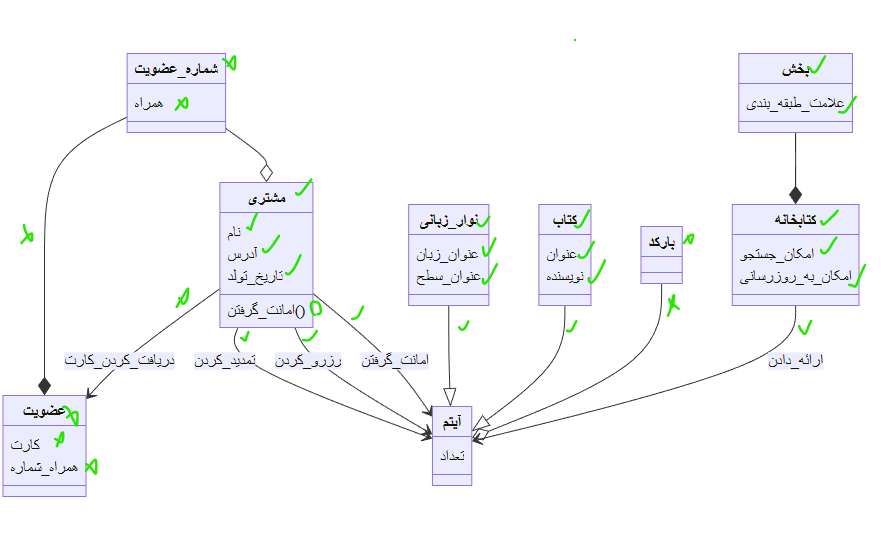 شماره_عضویت
همراه
بخش
علامت_طبقه_بندی
مشتری
نام
آدرس
تاریخ_تولد
امانت_گرفتن()
نوار_زبانی
عنوان_زبان
عنوان_سطح
کتاب
عنوان
نویسنده
بارکد
کتابخانه
امکان_جستجو
امکان_به_روزرسانی
دریافت_کردن_کارت
تمدید_کردن
رزرو_کردن
امانت_گرفتن
ارائه_دادن
عضویت
کارت
همراه_شماره
آیتم
تعداد